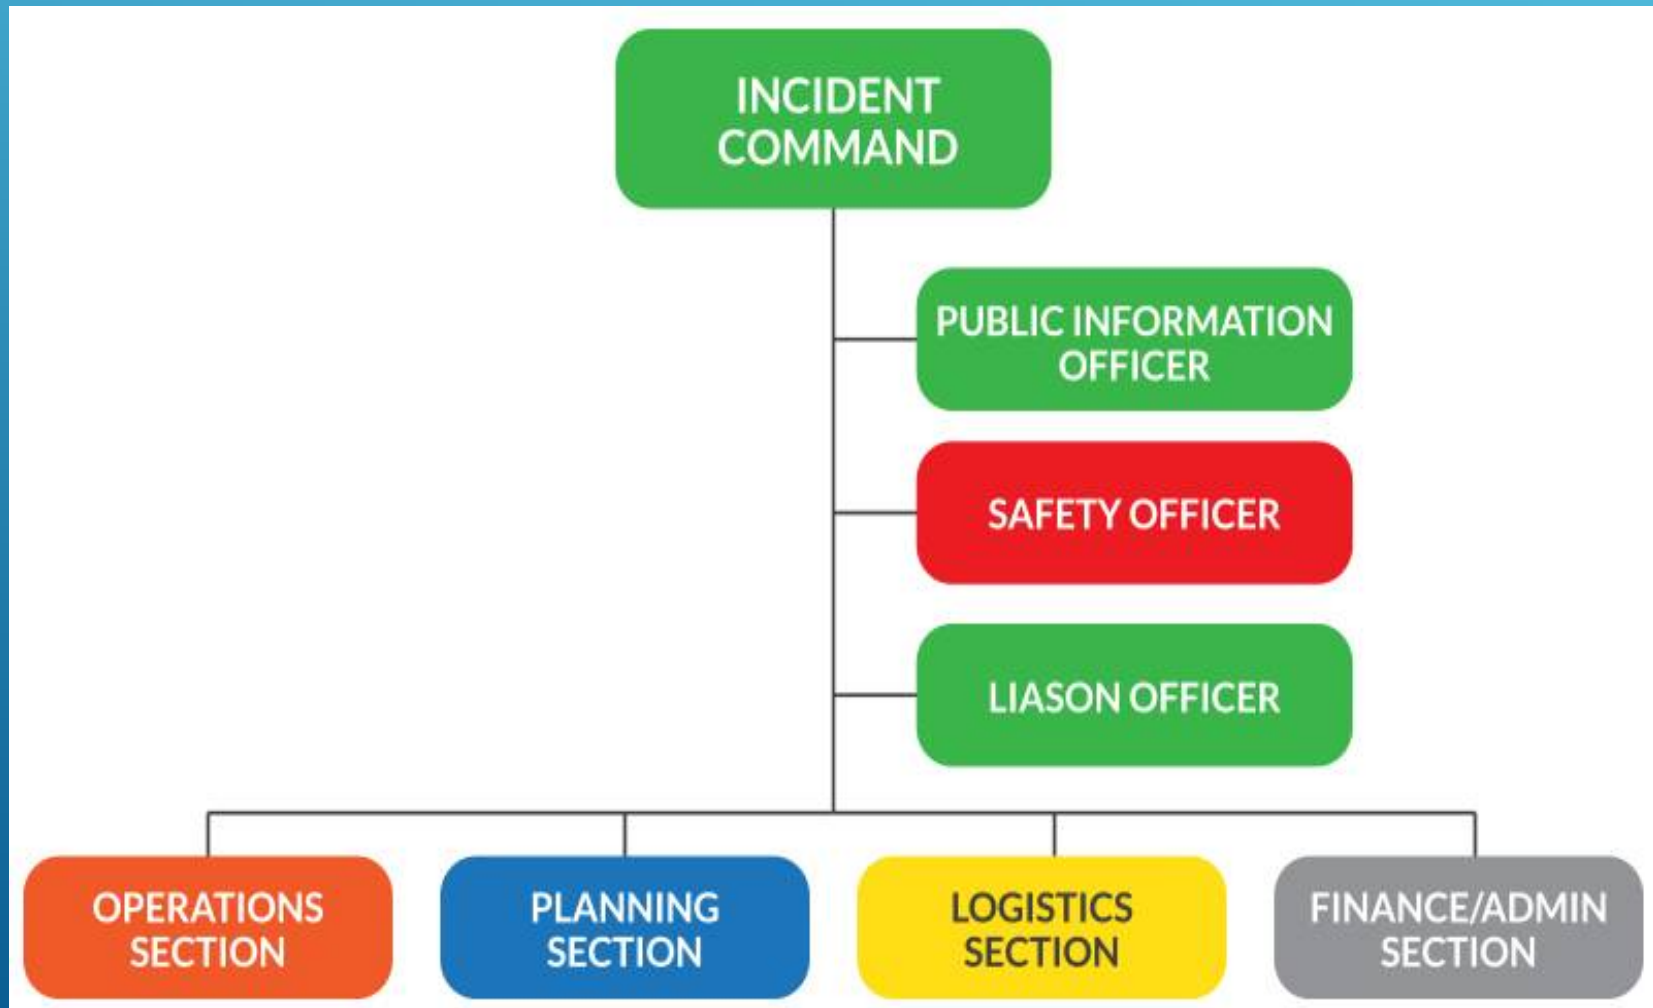 INCIDENT
COMMAND
PUBLIC INFORMATION
OFFICER
SAFETY OFFICER
LIASON OFFICER
OPERATIONS
SECTION
PLANNING
SECTION
LOGISTICS
SECTION
FINANCE/ADMIN
SECTION